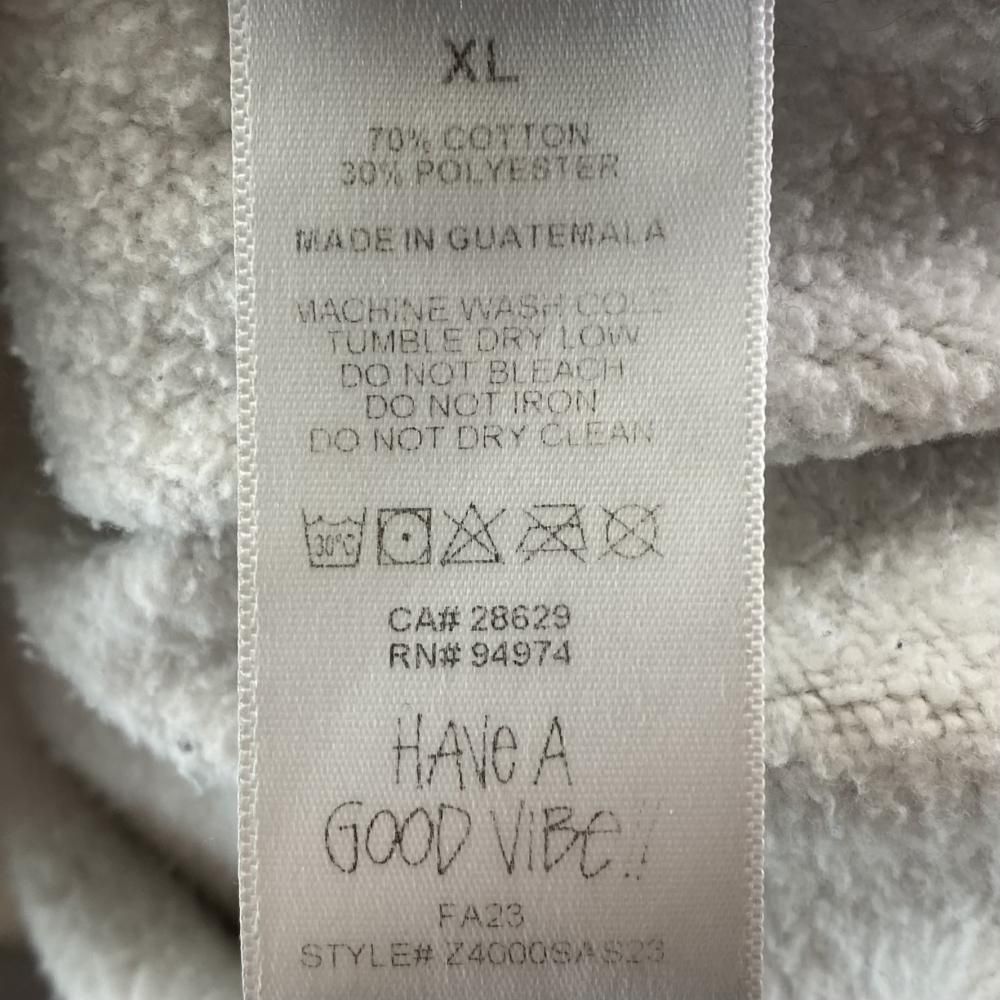 XL
70% COTTON
30% POLYESTER
MADE IN GUATEMALA
MACHINE WASH COLD
TUMBLE DRY LOW
DO NOT BLEACH
DO NOT IRON
DO NOT DRY CLEAN
30°C
CA# 28629
RN# 94974
HAVe A
GOOD ViBe!!
FA23
STYLE# Z4000SAS23